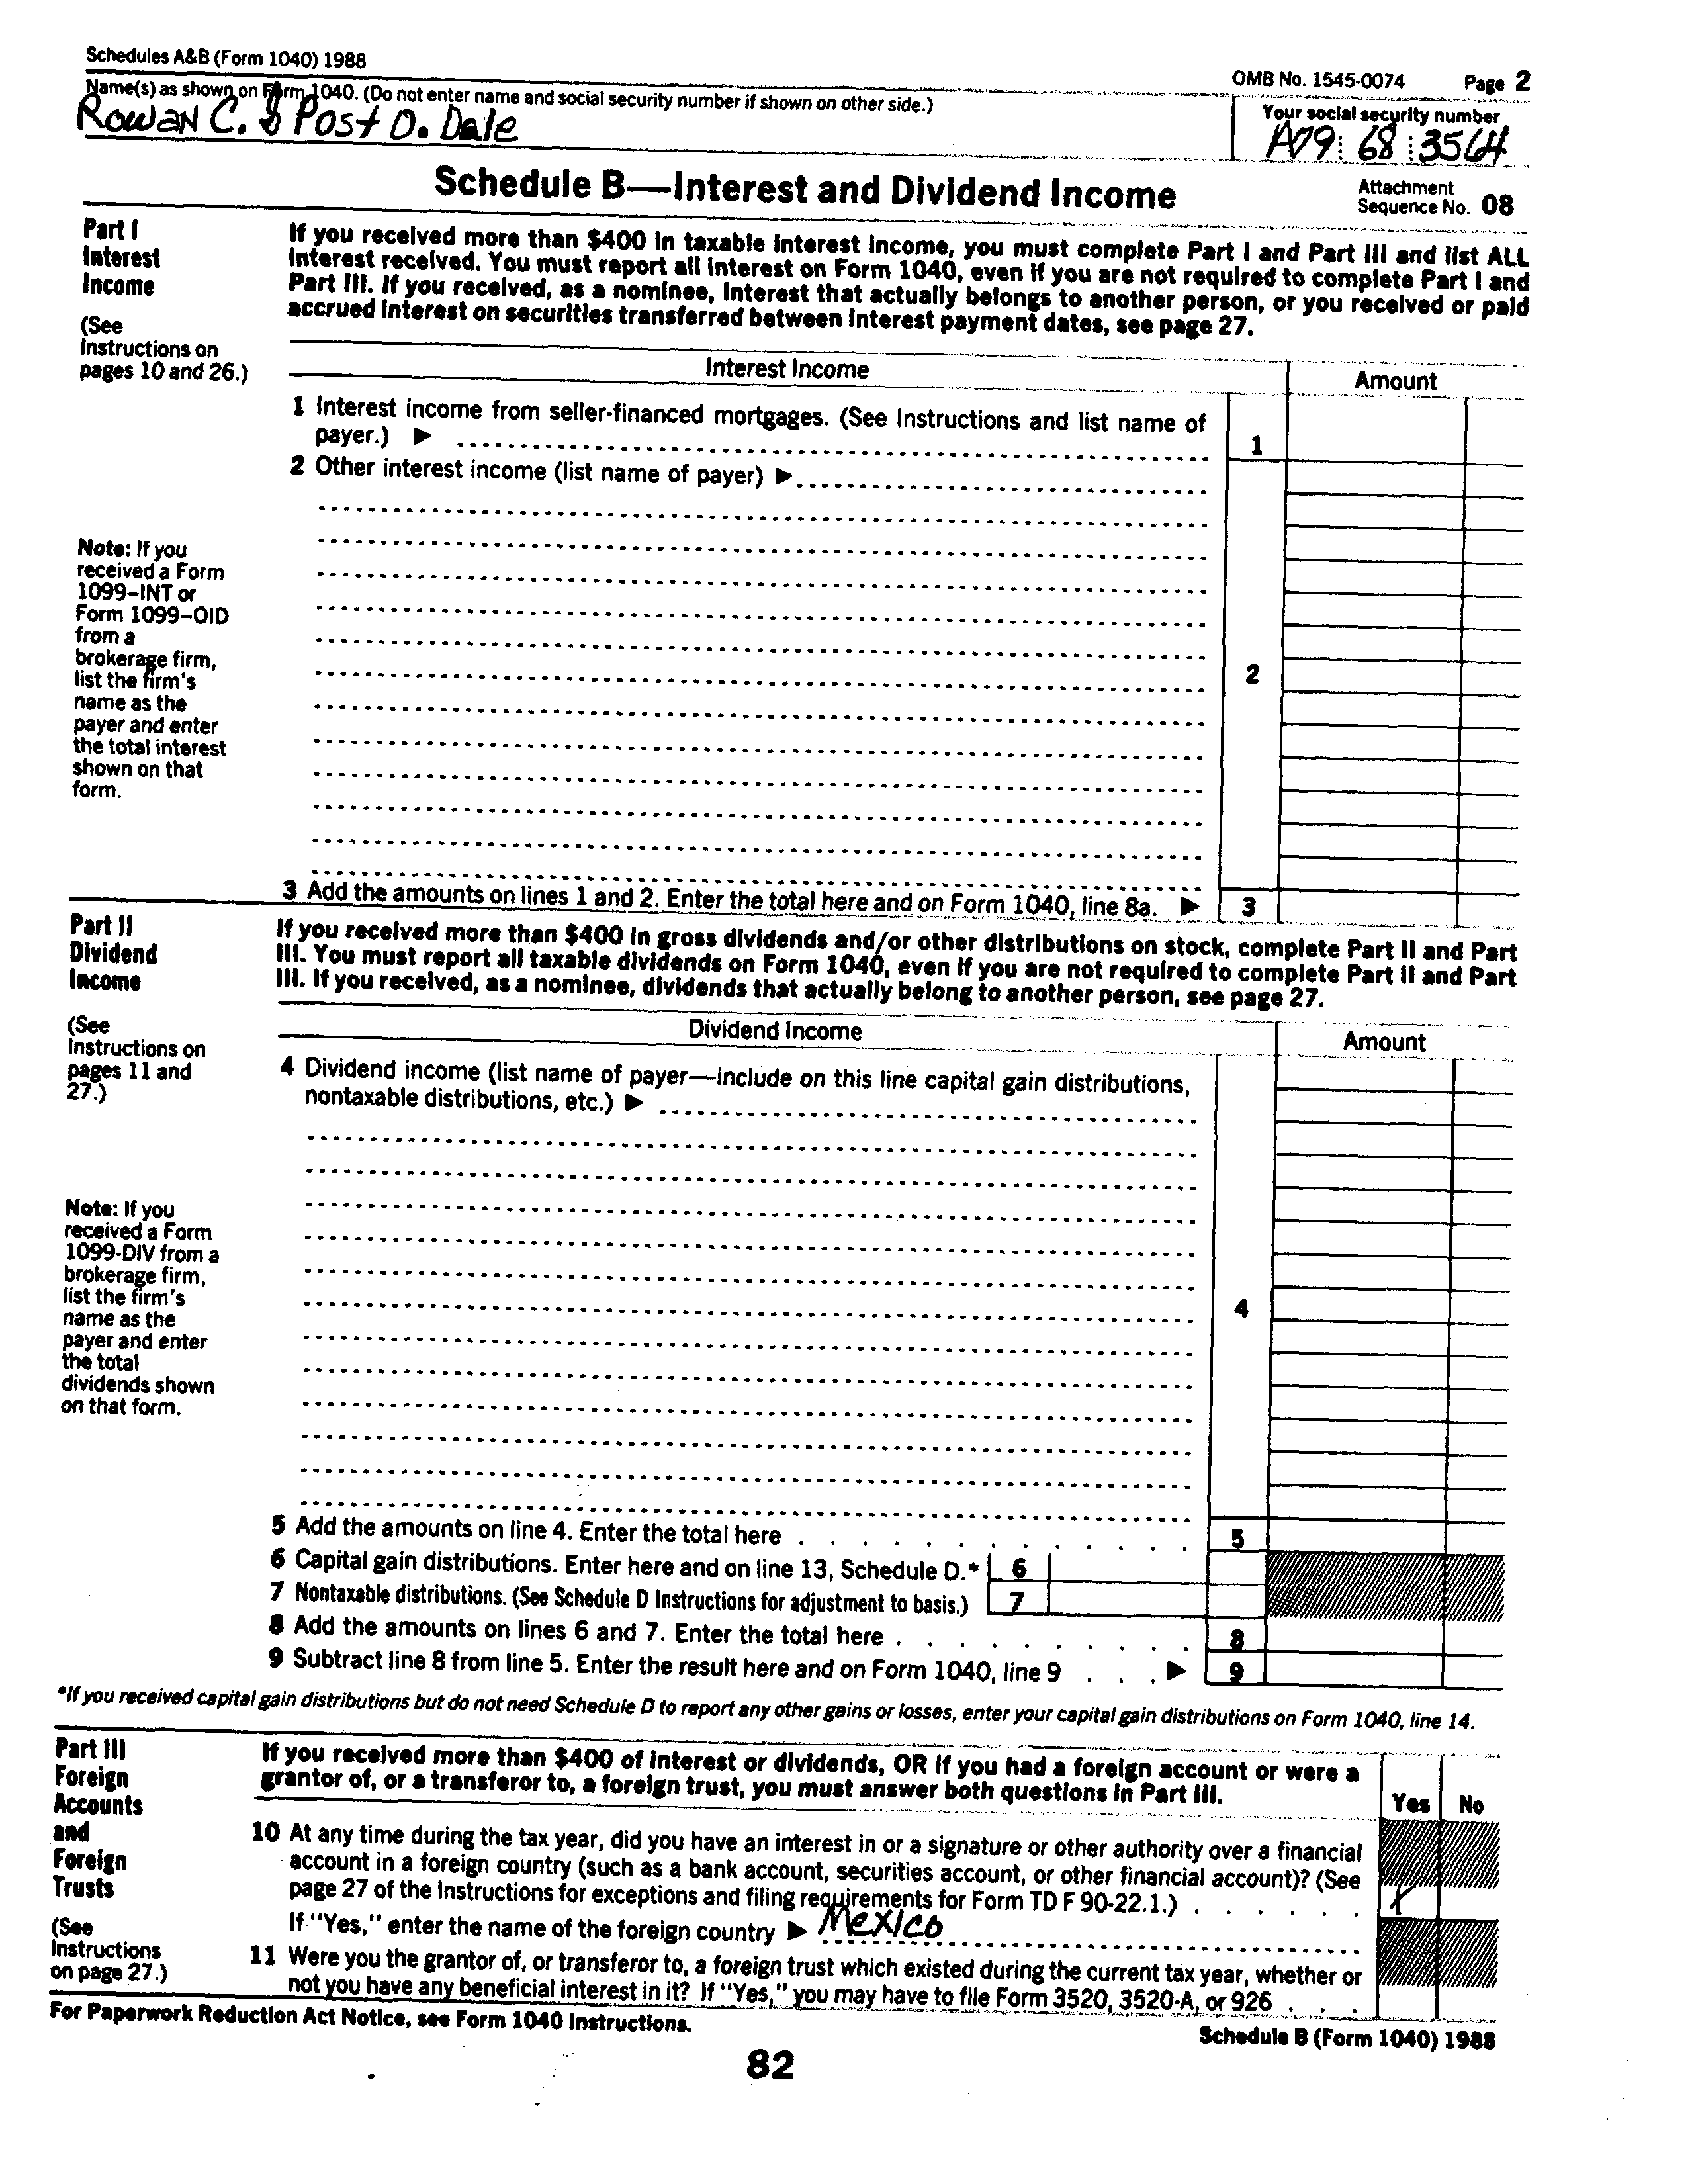 Schedules A&B (Form 1040) 1988
OMB No. 1545-0074 Page 2
Name(s) as shown on Form 1040. (Do not enter name and social security number if shown on other side.)
Your social security number
Rowan C. & Post O. Dale
68 3564
Schedule B—Interest and Dividend Income
Attachment
Sequence No. 08
Part I
Interest
Income
(See
Instructions on
pages 10 and 26.)
If you received more than $400 in taxable interest income, you must complete Part I and Part III and list ALL
interest received. You must report all interest on Form 1040, even if you are not required to complete Part I and
Part III. If you received, as a nominee, interest that actually belongs to another person, or you received or paid
accrued interest on securities transferred between interest payment dates, see page 27.
Interest Income
Amount
1 Interest income from seller-financed mortgages. (See Instructions and list name of
payer.) ▶
1
2 Other interest income (list name of payer) ▶
Note: If you
received a Form
1099–INT or
Form 1099–OID
from a
brokerage firm,
list the firm's
name as the
payer and enter
the total interest
shown on that
form.
2
3 Add the amounts on lines 1 and 2. Enter the total here and on Form 1040, line 8a. ▶ 3
Part II
Dividend
Income
(See
Instructions on
pages 11 and
27.)
If you received more than $400 in gross dividends and/or other distributions on stock, complete Part II and Part
III. You must report all taxable dividends on Form 1040, even if you are not required to complete Part II and Part
III. If you received, as a nominee, dividends that actually belong to another person, see page 27.
Dividend Income
Amount
4 Dividend income (list name of payer—include on this line capital gain distributions,
nontaxable distributions, etc.) ▶
Note: If you
received a Form
1099-DIV from a
brokerage firm,
list the firm's
name as the
payer and enter
the total
dividends shown
on that form.
4
5 Add the amounts on line 4. Enter the total here . . . . . . . . . . . . . 5
6 Capital gain distributions. Enter here and on line 13, Schedule D.* 6
7 Nontaxable distributions. (See Schedule D Instructions for adjustment to basis.) 7
8 Add the amounts on lines 6 and 7. Enter the total here . . . . . . . . . . 8
9 Subtract line 8 from line 5. Enter the result here and on Form 1040, line 9 . . . ▶ 9
*If you received capital gain distributions but do not need Schedule D to report any other gains or losses, enter your capital gain distributions on Form 1040, line 14.
Part III
Foreign
Accounts
and
Foreign
Trusts
(See
Instructions
on page 27.)
If you received more than $400 of interest or dividends, OR if you had a foreign account or were a
grantor of, or a transferor to, a foreign trust, you must answer both questions in Part III.
Yes No
10 At any time during the tax year, did you have an interest in or a signature or other authority over a financial
account in a foreign country (such as a bank account, securities account, or other financial account)? (See
page 27 of the Instructions for exceptions and filing requirements for Form TD F 90-22.1.) . . . . . . X
If "Yes," enter the name of the foreign country ▶ Mexico
11 Were you the grantor of, or transferor to, a foreign trust which existed during the current tax year, whether or
not you have any beneficial interest in it? If "Yes," you may have to file Form 3520, 3520-A, or 926 . . .
For Paperwork Reduction Act Notice, see Form 1040 Instructions.
Schedule B (Form 1040) 1988
82